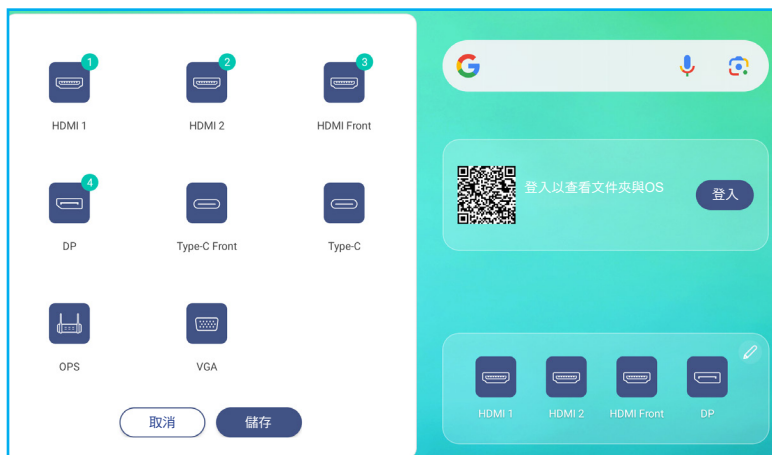 1
2
3
HDMI 1
HDMI 2
HDMI Front
4
DP
Type-C Front
Type-C
OPS
VGA
取消
儲存
登入以查看文件夾與OS
登入
HDMI 1
HDMI 2
HDMI Front
DP